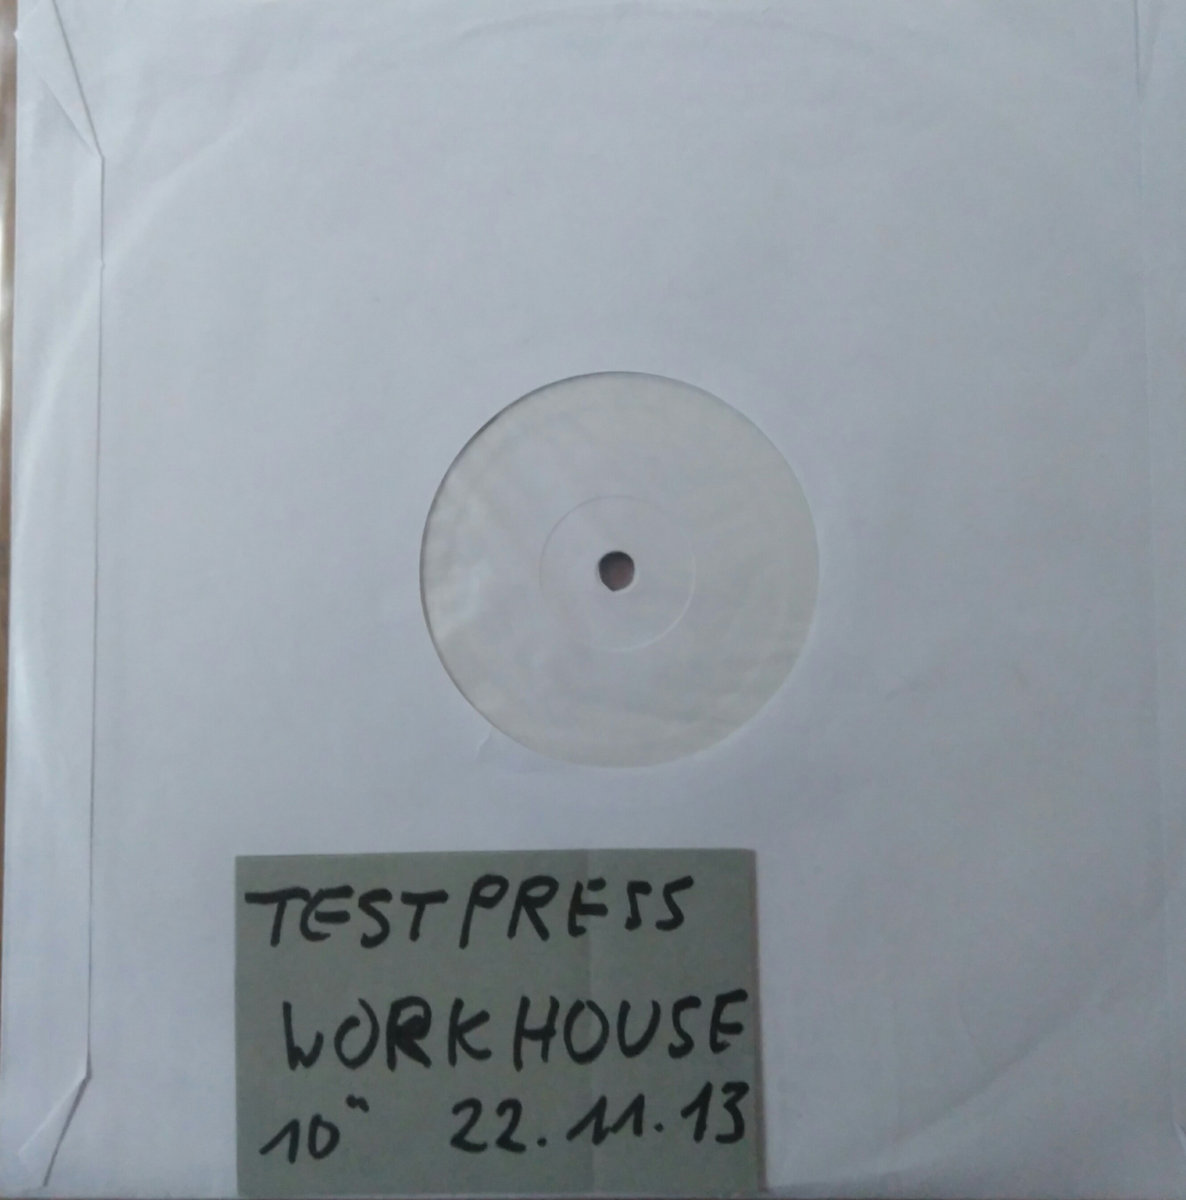 TESTPRESS
WORKHOUSE
10" 22.11.13